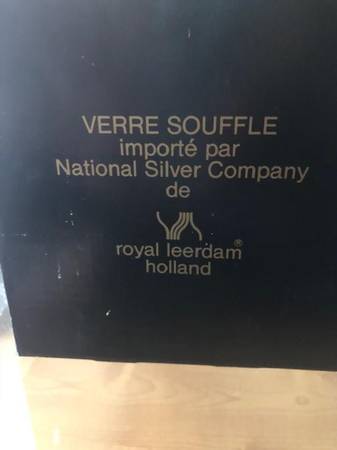 VERRE SOUFFLE
importé par
National Silver Company
de
royal leerdam®
holland